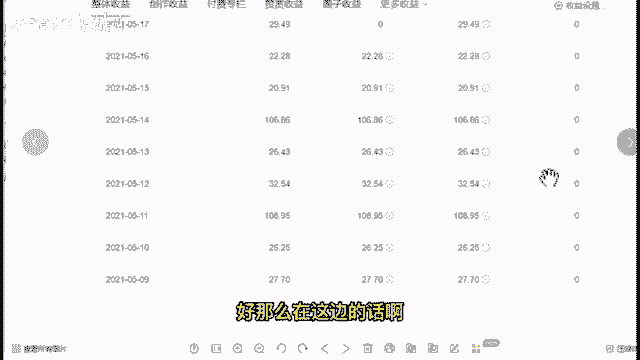 整体收益 创作收益 付费专栏 赞赏收益 圈子收益 更多收益 收益设置
2021-05-17 29.49 0 29.49 0
2021-05-16 22.28 22.28 22.28 0
2021-05-15 20.91 20.91 20.91 0
2021-05-14 106.86 106.86 106.86 0
2021-05-13 26.43 26.43 26.43 0
2021-05-12 32.54 32.54 32.54 0
2021-05-11 108.95 108.95 108.95 0
2021-05-10 26.25 26.25 26.25 0
2021-05-09 27.70 27.70 27.70 0
好那么在这边的话啊